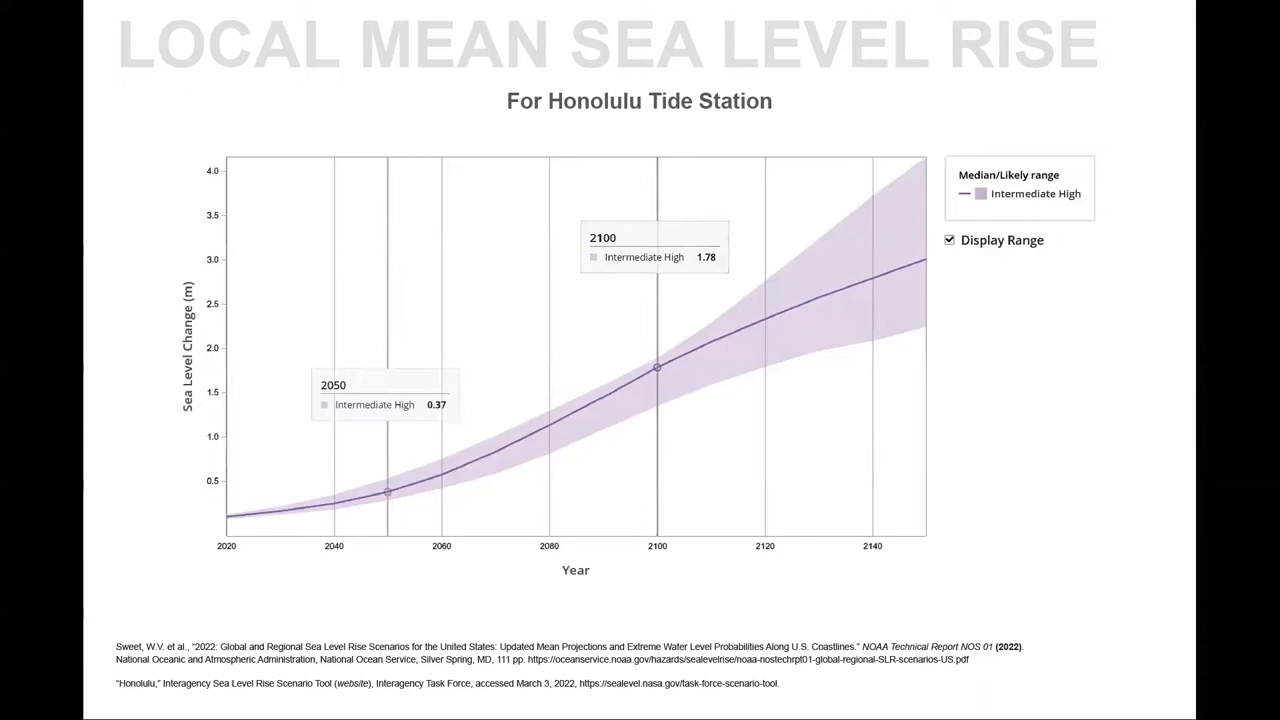 LOCAL MEAN SEA LEVEL RISE
For Honolulu Tide Station
4.0
3.5
3.0
2.5
2.0
1.5
1.0
0.5
Sea Level Change (m)
2100
Intermediate High 1.78
2050
Intermediate High 0.37
2020 2040 2060 2080 2100 2120 2140
Year
Median/Likely range
Intermediate High
Display Range
Sweet, W.V. et al., “2022: Global and Regional Sea Level Rise Scenarios for the United States: Updated Mean Projections and Extreme Water Level Probabilities Along U.S. Coastlines.” NOAA Technical Report NOS 01 (2022).
National Oceanic and Atmospheric Administration, National Ocean Service, Silver Spring, MD, 111 pp. https://oceanservice.noaa.gov/hazards/sealevelrise/noaa-nostechrpt01-global-regional-SLR-scenarios-US.pdf
“Honolulu,” Interagency Sea Level Rise Scenario Tool (website), Interagency Task Force, accessed March 3, 2022, https://sealevel.nasa.gov/task-force-scenario-tool.